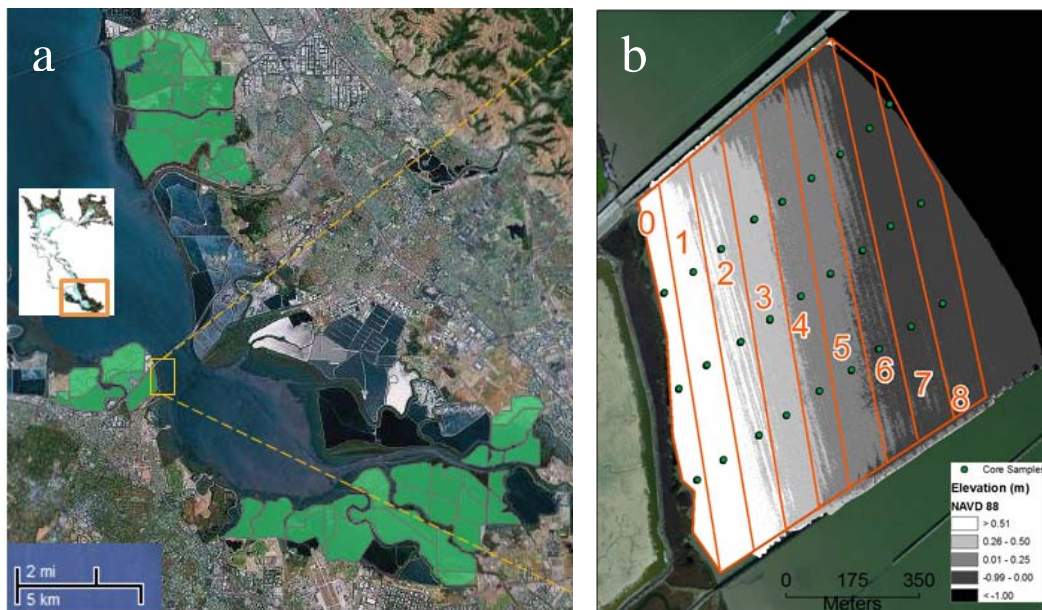 a
2 mi
5 km
b
0
1
2
3
4
5
6
7
8
0 175 350
Meters
Core Samples
Elevation (m)
NAVD 88
> 0.51
0.26 - 0.50
0.01 - 0.25
-0.99 - 0.00
< -1.00